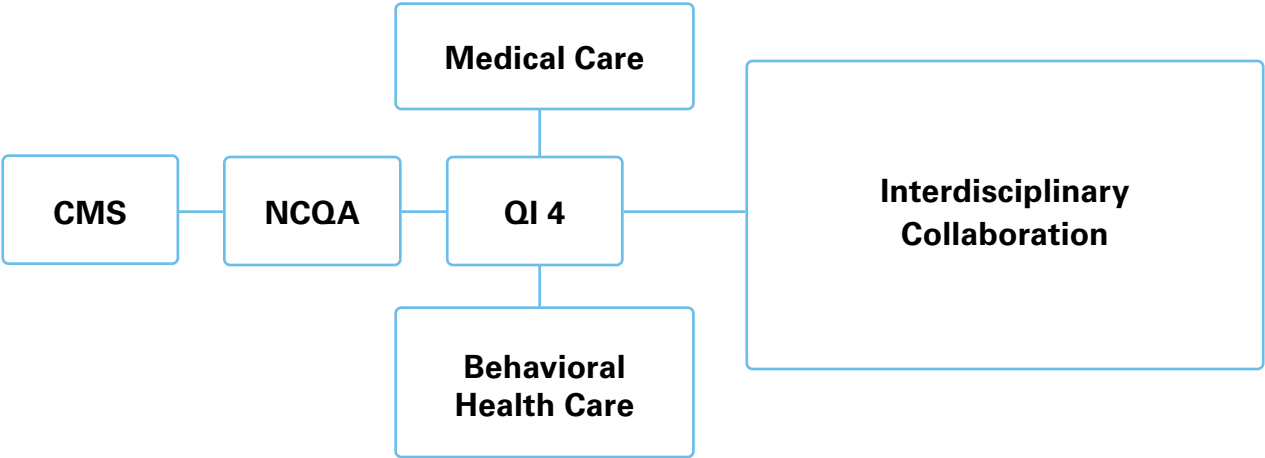 Medical Care
CMS
NCQA
QI 4
Interdisciplinary
Collaboration
Behavioral
Health Care